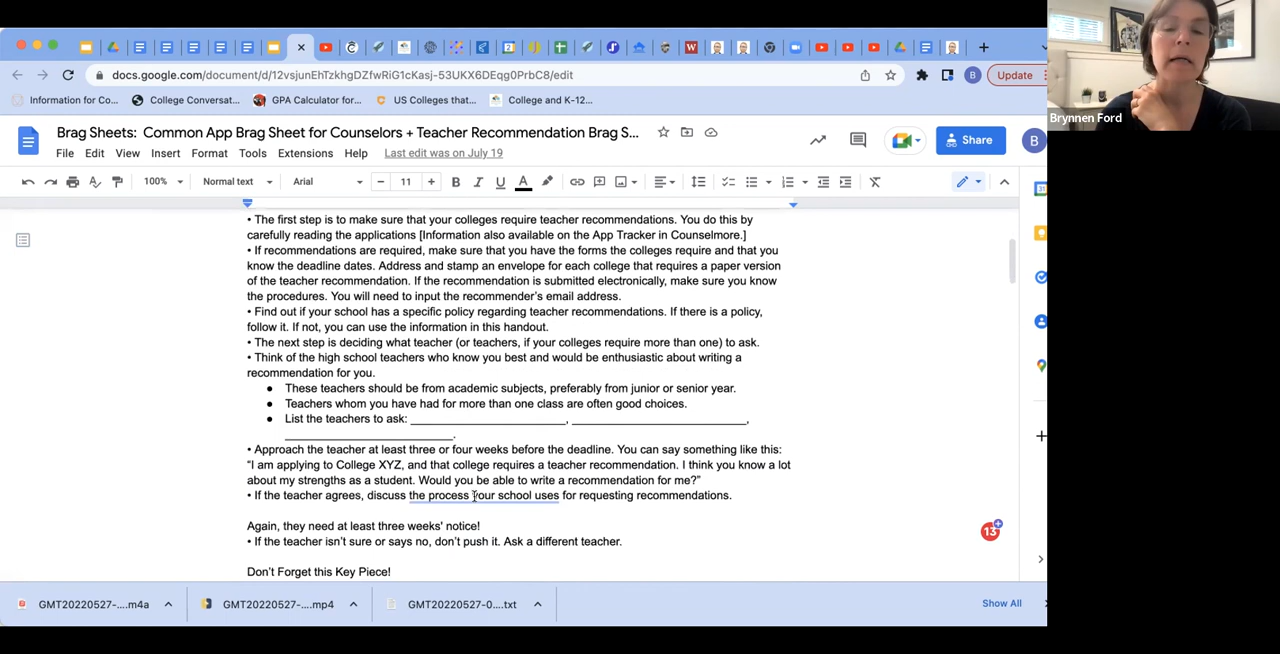 docs.google.com/document/d/12vsjunEhTzkhgDZfwRiG1cKasj-53UKX6DEqg0PrbC8/edit
Update
Information for Co...
College Conversat...
GPA Calculator for...
US Colleges that...
College and K-12...
Brag Sheets: Common App Brag Sheet for Counselors + Teacher Recommendation Brag S...
File Edit View Insert Format Tools Extensions Help Last edit was on July 19
Share
B
100% Normal text Arial 11 B I U A
• The first step is to make sure that your colleges require teacher recommendations. You do this by
carefully reading the applications [Information also available on the App Tracker in Counselmore.]
• If recommendations are required, make sure that you have the forms the colleges require and that you
know the deadline dates. Address and stamp an envelope for each college that requires a paper version
of the teacher recommendation. If the recommendation is submitted electronically, make sure you know
the procedures. You will need to input the recommender's email address.
• Find out if your school has a specific policy regarding teacher recommendations. If there is a policy,
follow it. If not, you can use the information in this handout.
• The next step is deciding what teacher (or teachers, if your colleges require more than one) to ask.
• Think of the high school teachers who know you best and would be enthusiastic about writing a
recommendation for you.
● These teachers should be from academic subjects, preferably from junior or senior year.
● Teachers whom you have had for more than one class are often good choices.
● List the teachers to ask: ________________________, ___________________________,
__________________________.
• Approach the teacher at least three or four weeks before the deadline. You can say something like this:
"I am applying to College XYZ, and that college requires a teacher recommendation. I think you know a lot
about my strengths as a student. Would you be able to write a recommendation for me?"
• If the teacher agrees, discuss the process your school uses for requesting recommendations.
Again, they need at least three weeks' notice!
• If the teacher isn't sure or says no, don't push it. Ask a different teacher.
Don't Forget this Key Piece!
13
GMT20220527-....m4a
GMT20220527-....mp4
GMT20220527-0....txt
Show All
Brynnen Ford